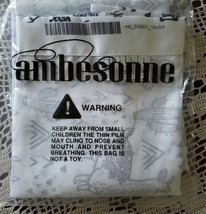 ambesonne
WARNING
KEEP AWAY FROM SMALL
CHILDREN THE THIN FILM
MAY CLING TO NOSE AND
MOUTH AND PREVENT
BREATHING. THIS BAG IS
NOT A TOY.